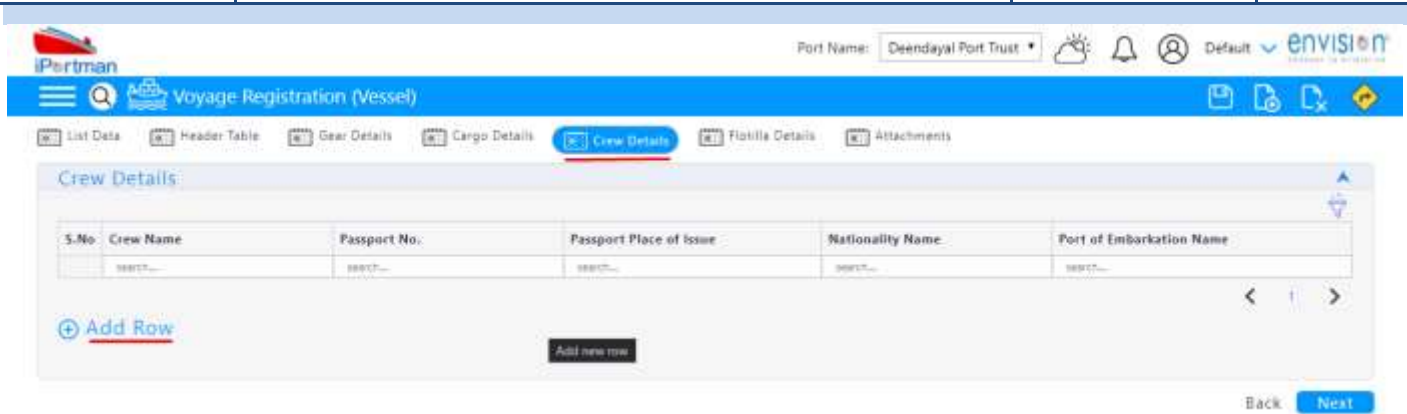 Port Name: Deendayal Port Trust Default envision
iPortman
Voyage Registration (Vessel)
List Data Header Table Gear Details Cargo Details Crew Details Flotilla Details Attachments
Crew Details
S.No Crew Name Passport No. Passport Place of Issue Nationality Name Port of Embarkation Name
search... search... search... search... search...
1
Add Row
Add new row
Back Next